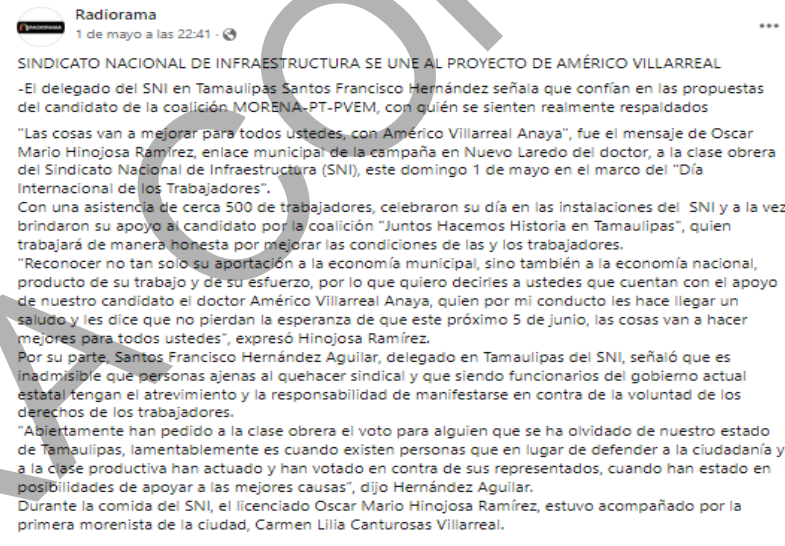 Radiorama
RADIORAMA
1 de mayo a las 22:41 ·
SINDICATO NACIONAL DE INFRAESTRUCTURA SE UNE AL PROYECTO DE AMÉRICO VILLARREAL
-El delegado del SNI en Tamaulipas Santos Francisco Hernández señala que confían en las propuestas
del candidato de la coalición MORENA-PT-PVEM, con quién se sienten realmente respaldados
"Las cosas van a mejorar para todos ustedes, con Américo Villarreal Anaya", fue el mensaje de Oscar
Mario Hinojosa Ramírez, enlace municipal de la campaña en Nuevo Laredo del doctor, a la clase obrera
del Sindicato Nacional de Infraestructura (SNI), este domingo 1 de mayo en el marco del "Día
Internacional de los Trabajadores".
Con una asistencia de cerca 500 de trabajadores, celebraron su día en las instalaciones del SNI y a la vez
brindaron su apoyo al candidato por la coalición "Juntos Hacemos Historia en Tamaulipas", quien
trabajará de manera honesta por mejorar las condiciones de las y los trabajadores.
"Reconocer no tan solo su aportación a la economía municipal, sino también a la economía nacional,
producto de su trabajo y de su esfuerzo, por lo que quiero decirles a ustedes que cuentan con el apoyo
de nuestro candidato el doctor Américo Villarreal Anaya, quien por mi conducto les hace llegar un
saludo y les dice que no pierdan la esperanza de que este próximo 5 de junio, las cosas van a hacer
mejores para todos ustedes", expresó Hinojosa Ramírez.
Por su parte, Santos Francisco Hernández Aguilar, delegado en Tamaulipas del SNI, señaló que es
inadmisible que personas ajenas al quehacer sindical y que siendo funcionarios del gobierno actual
estatal tengan el atrevimiento y la responsabilidad de manifestarse en contra de la voluntad de los
derechos de los trabajadores.
"Abiertamente han pedido a la clase obrera el voto para alguien que se ha olvidado de nuestro estado
de Tamaulipas, lamentablemente es cuando existen personas que en lugar de defender a la ciudadanía y
a la clase productiva han actuado y han votado en contra de sus representados, cuando han estado en
posibilidades de apoyar a las mejores causas", dijo Hernández Aguilar.
Durante la comida del SNI, el licenciado Oscar Mario Hinojosa Ramírez, estuvo acompañado por la
primera morenista de la ciudad, Carmen Lilia Canturosas Villarreal.